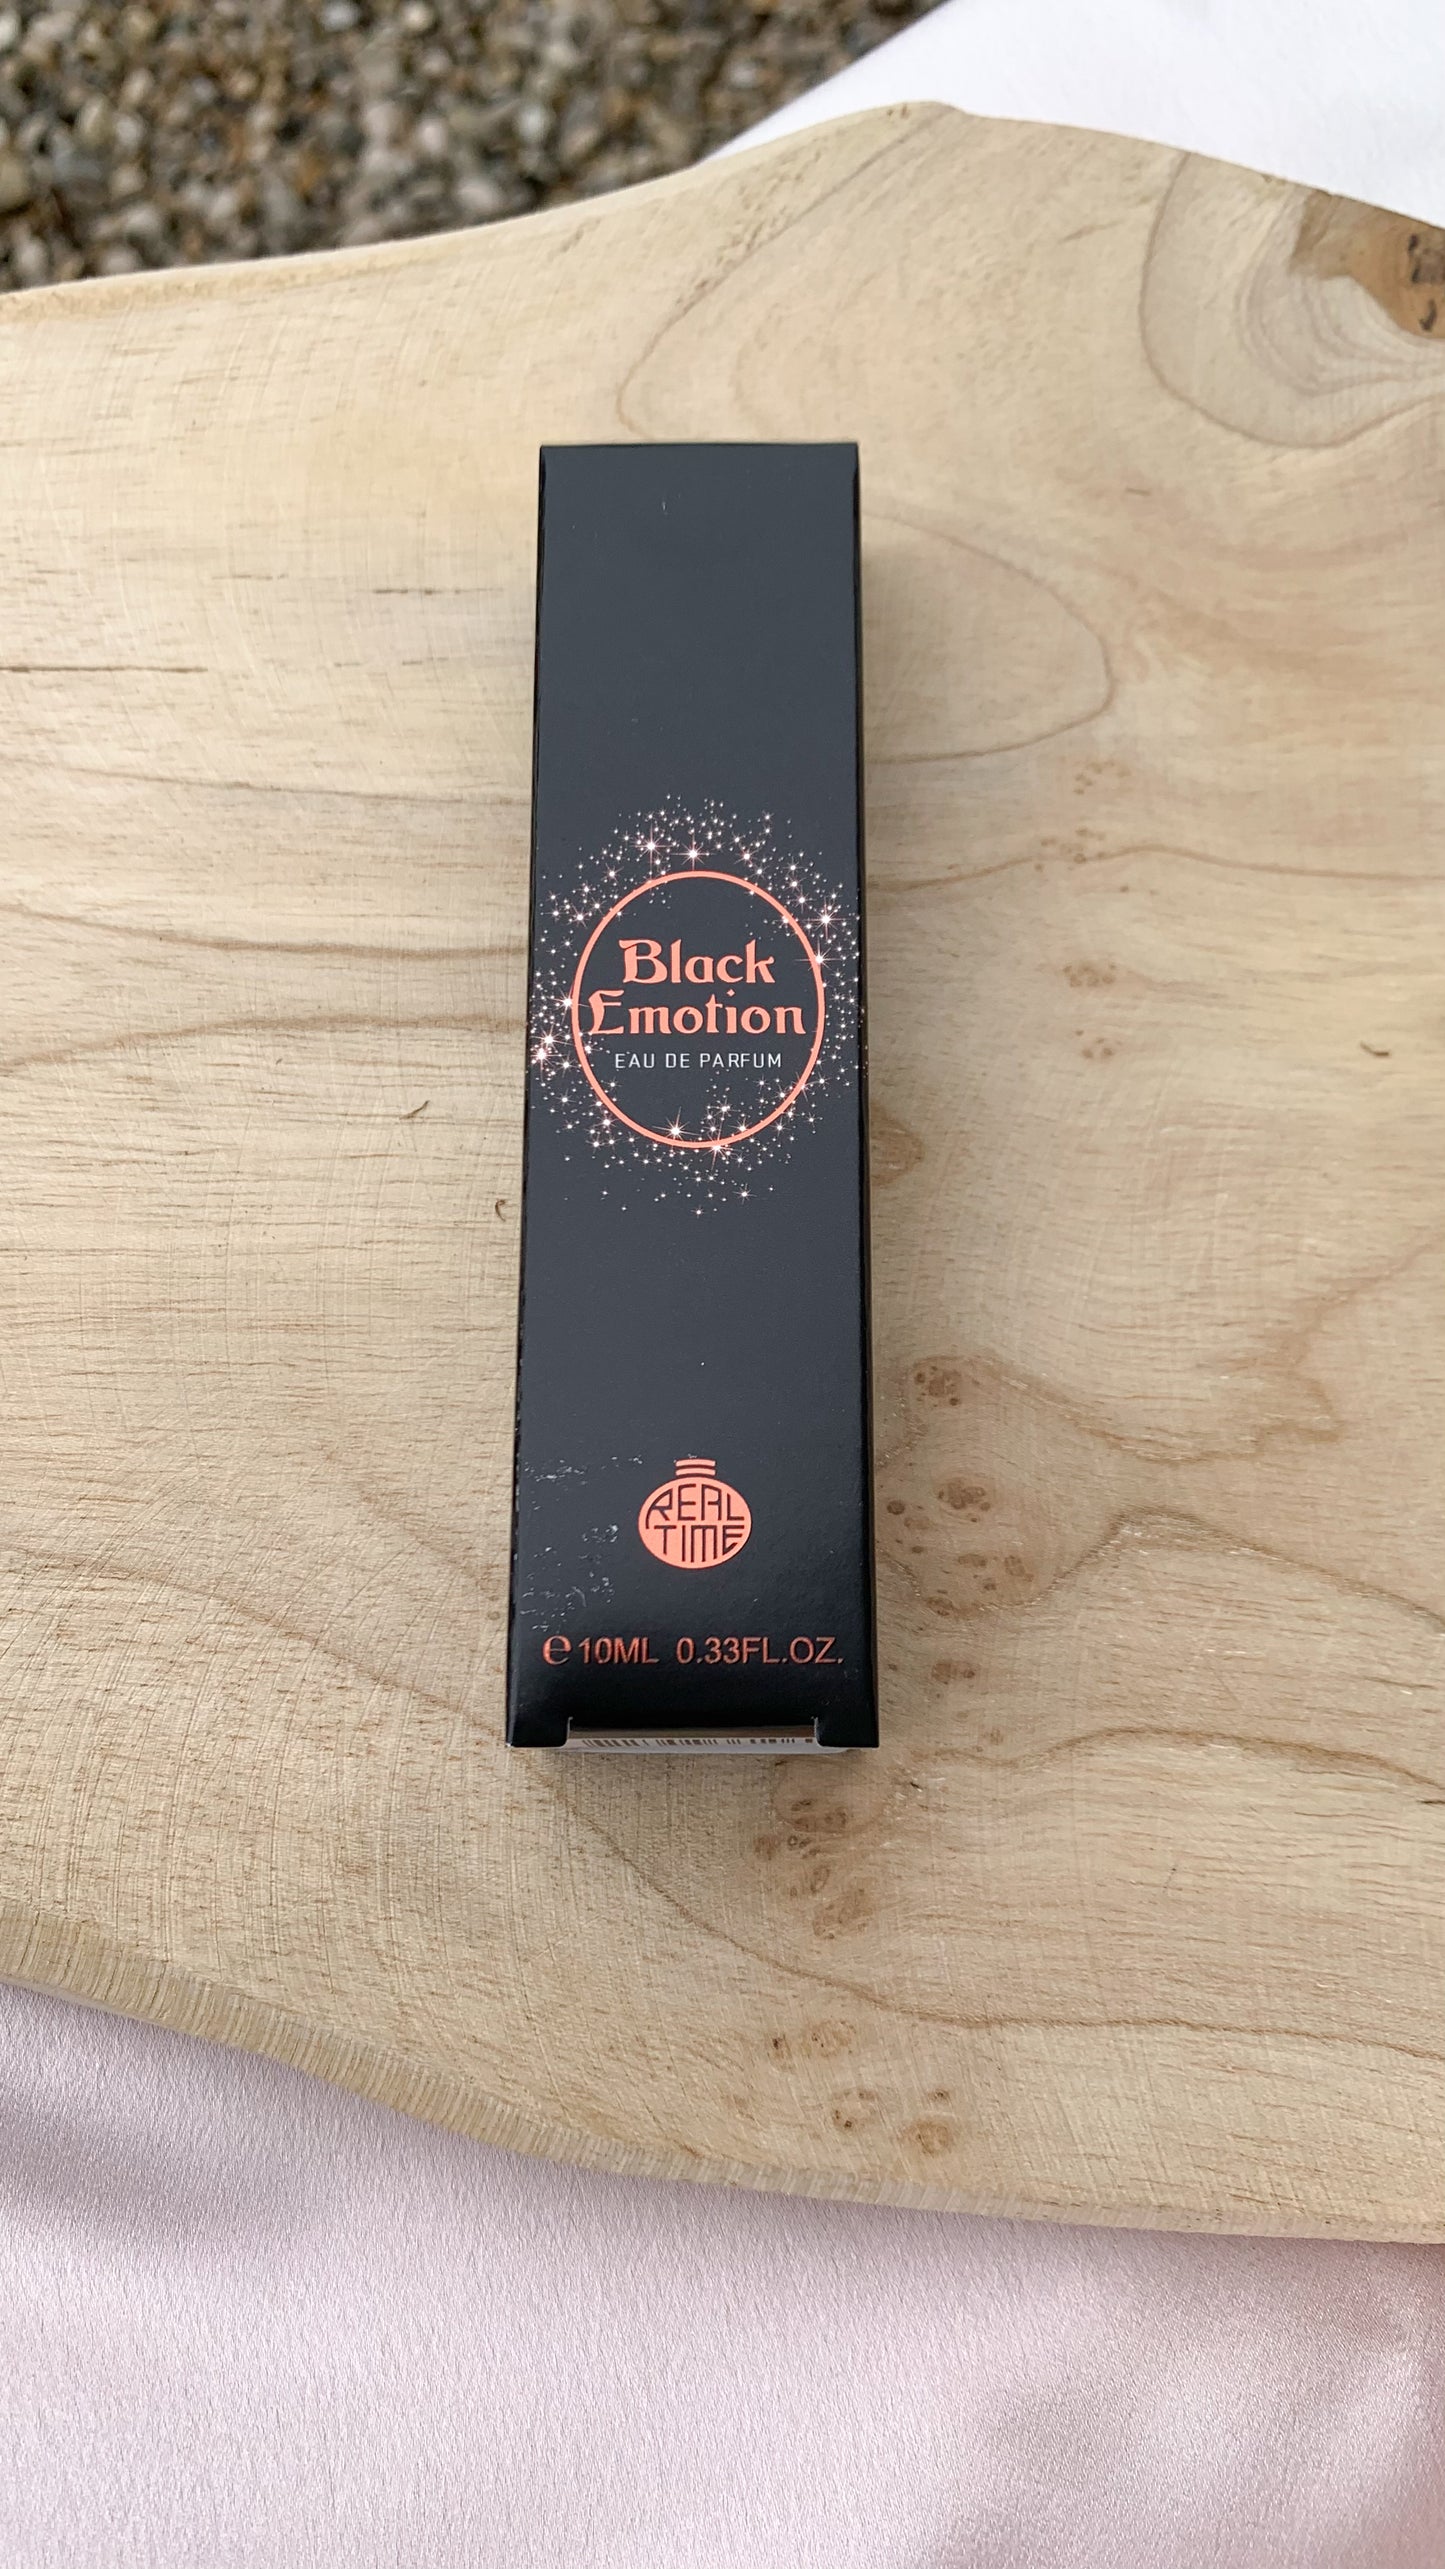 Black
Emotion
EAU DE PARFUM
REAL
TIME
℮10ML 0.33FL.OZ.